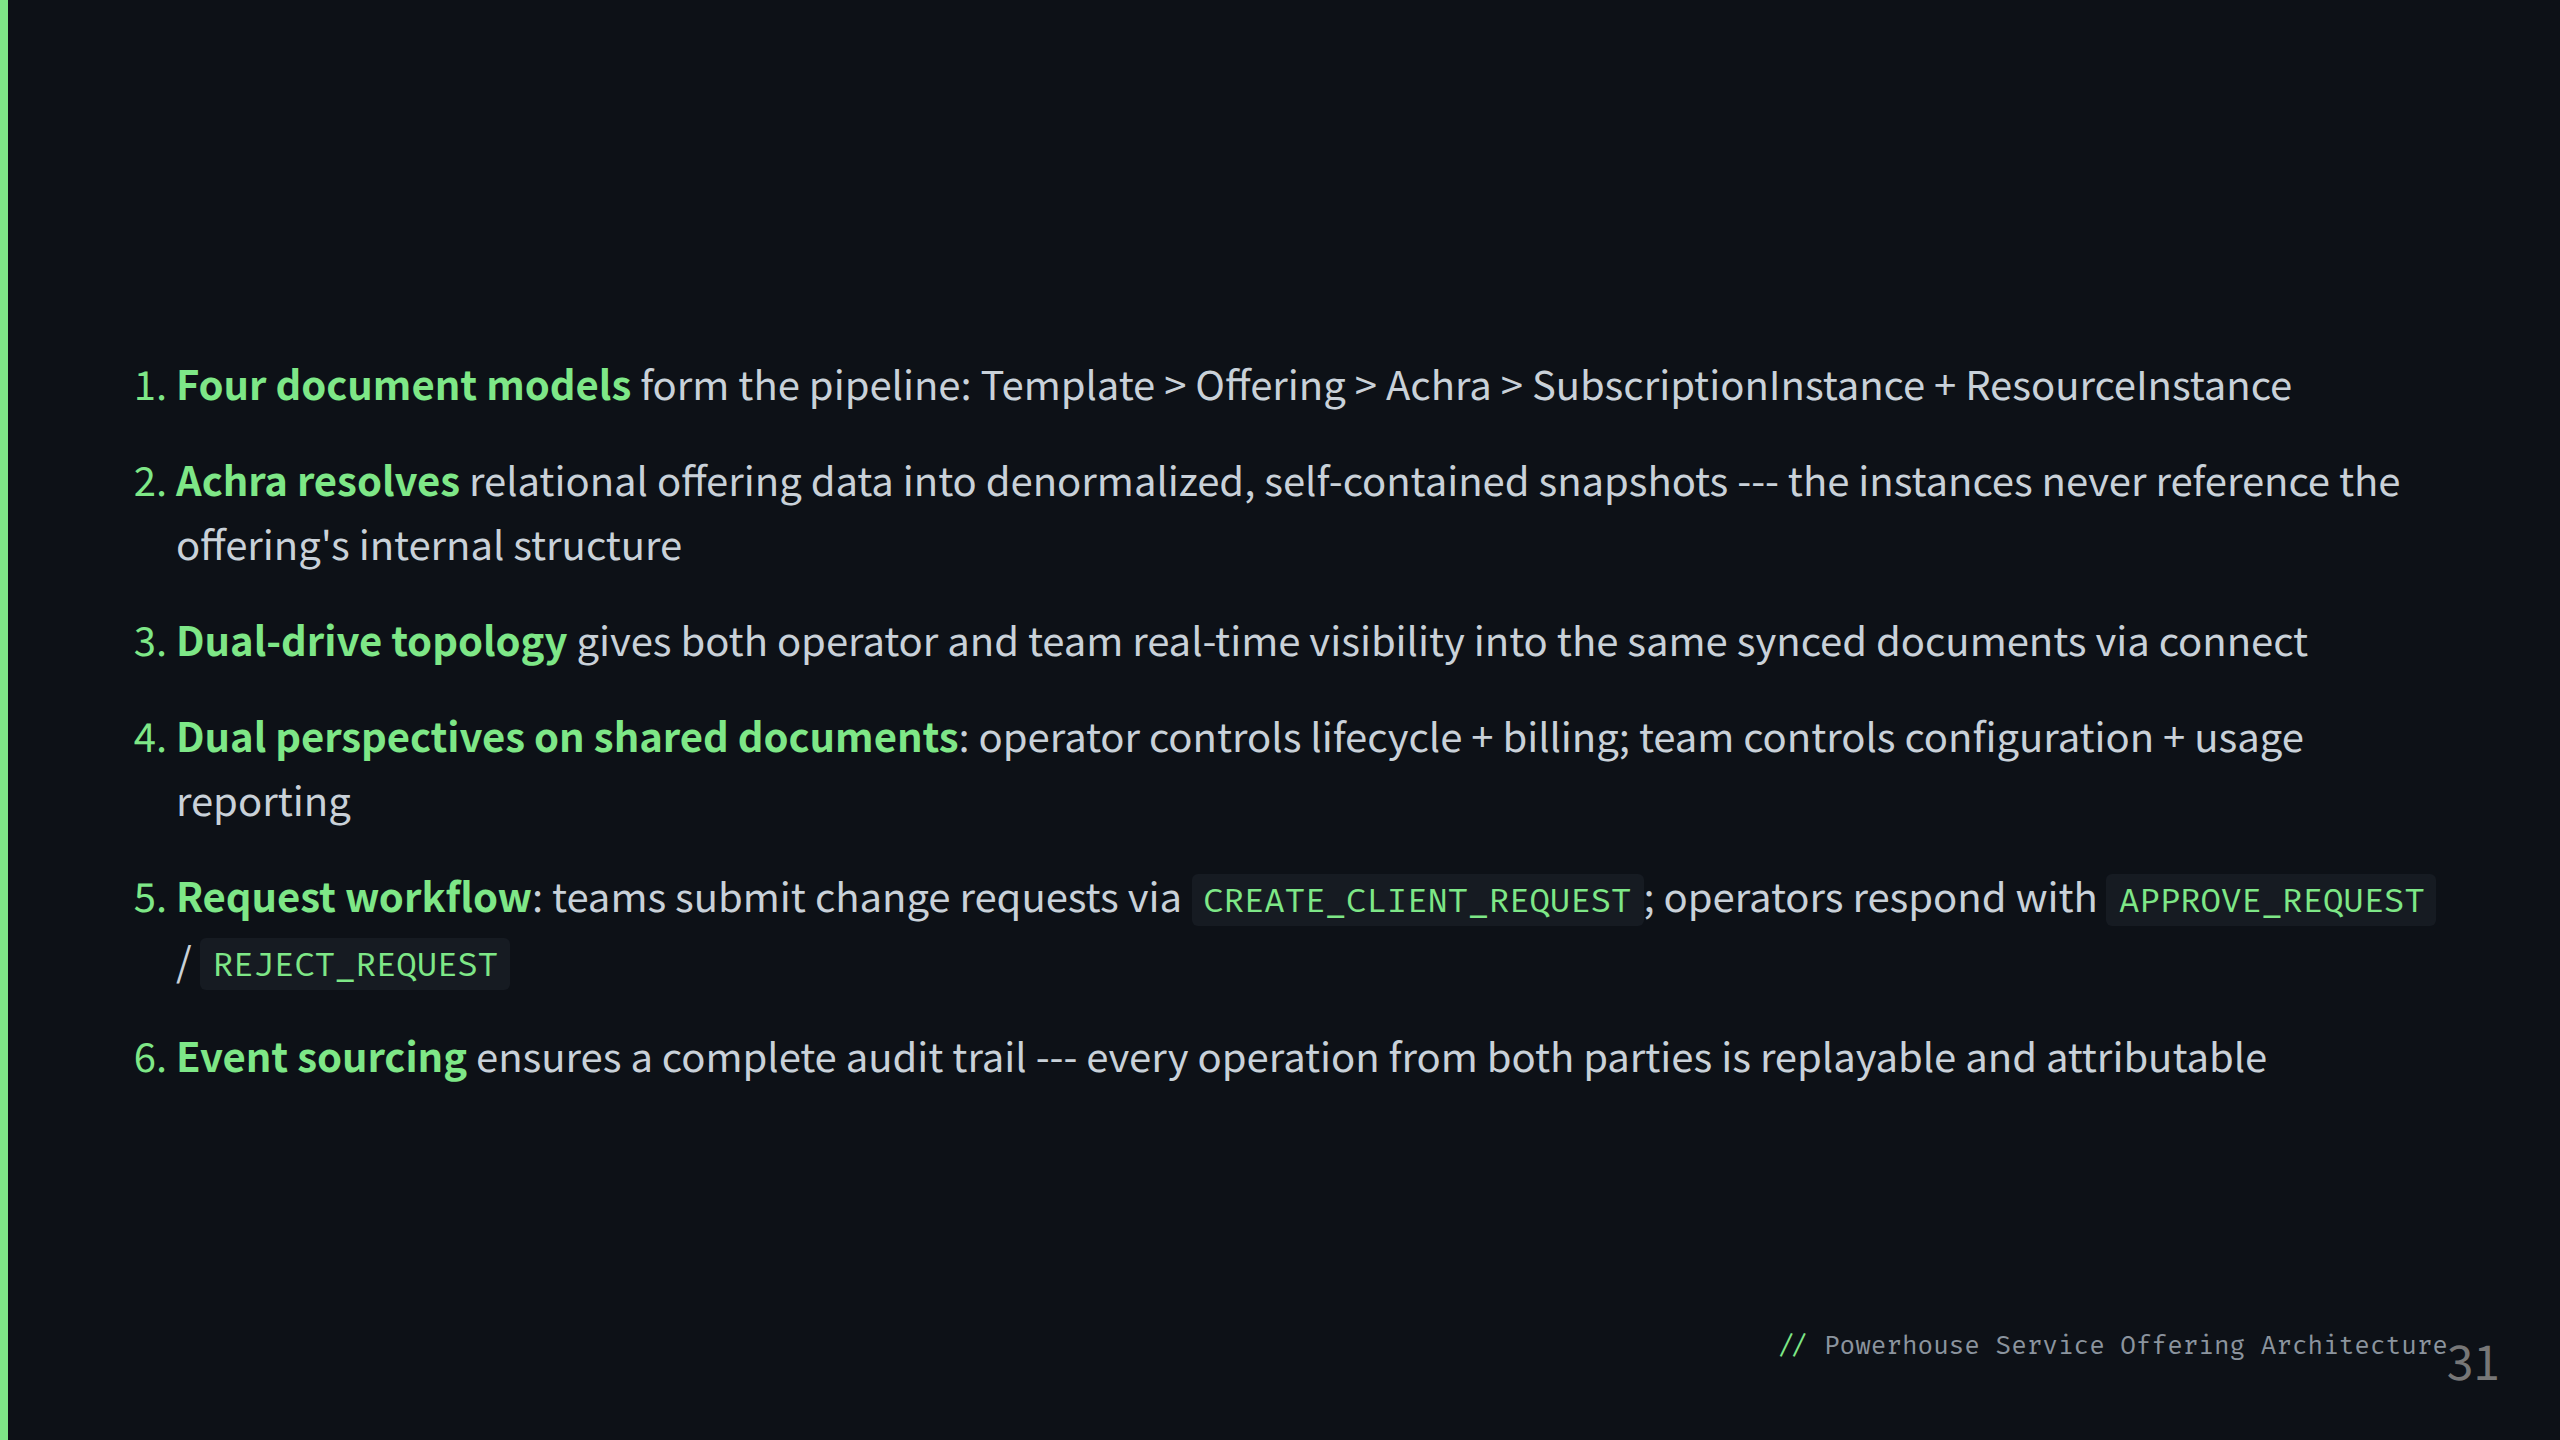 1. Four document models form the pipeline: Template > Offering > Achra > SubscriptionInstance + ResourceInstance
2. Achra resolves relational offering data into denormalized, self-contained snapshots --- the instances never reference the
offering's internal structure
3. Dual-drive topology gives both operator and team real-time visibility into the same synced documents via connect
4. Dual perspectives on shared documents: operator controls lifecycle + billing; team controls configuration + usage
reporting
5. Request workflow: teams submit change requests via CREATE_CLIENT_REQUEST; operators respond with APPROVE_REQUEST
/ REJECT_REQUEST
6. Event sourcing ensures a complete audit trail --- every operation from both parties is replayable and attributable
// Powerhouse Service Offering Architecture
31